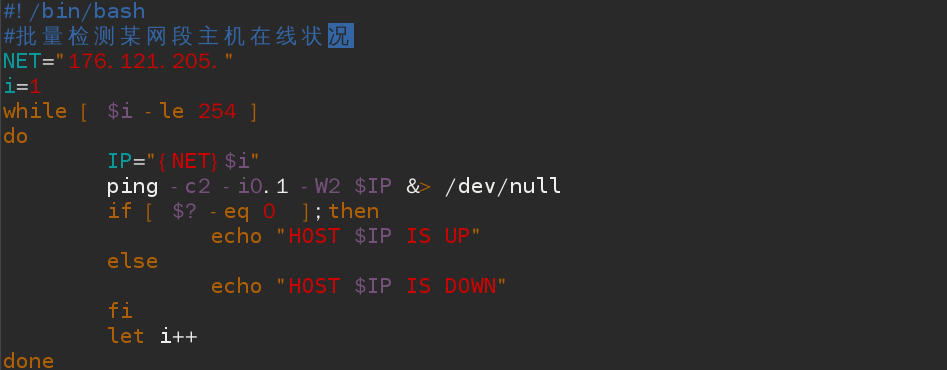 #!/bin/bash
#批量检测某网段主机在线状况
NET="176.121.205."
i=1
while [ $i -le 254 ]
do
        IP="{NET}$i"
        ping -c2 -i0.1 -W2 $IP &> /dev/null
        if [ $? -eq 0  ];then
                echo "HOST $IP IS UP"
        else
                echo "HOST $IP IS DOWN"
        fi
        let i++
done